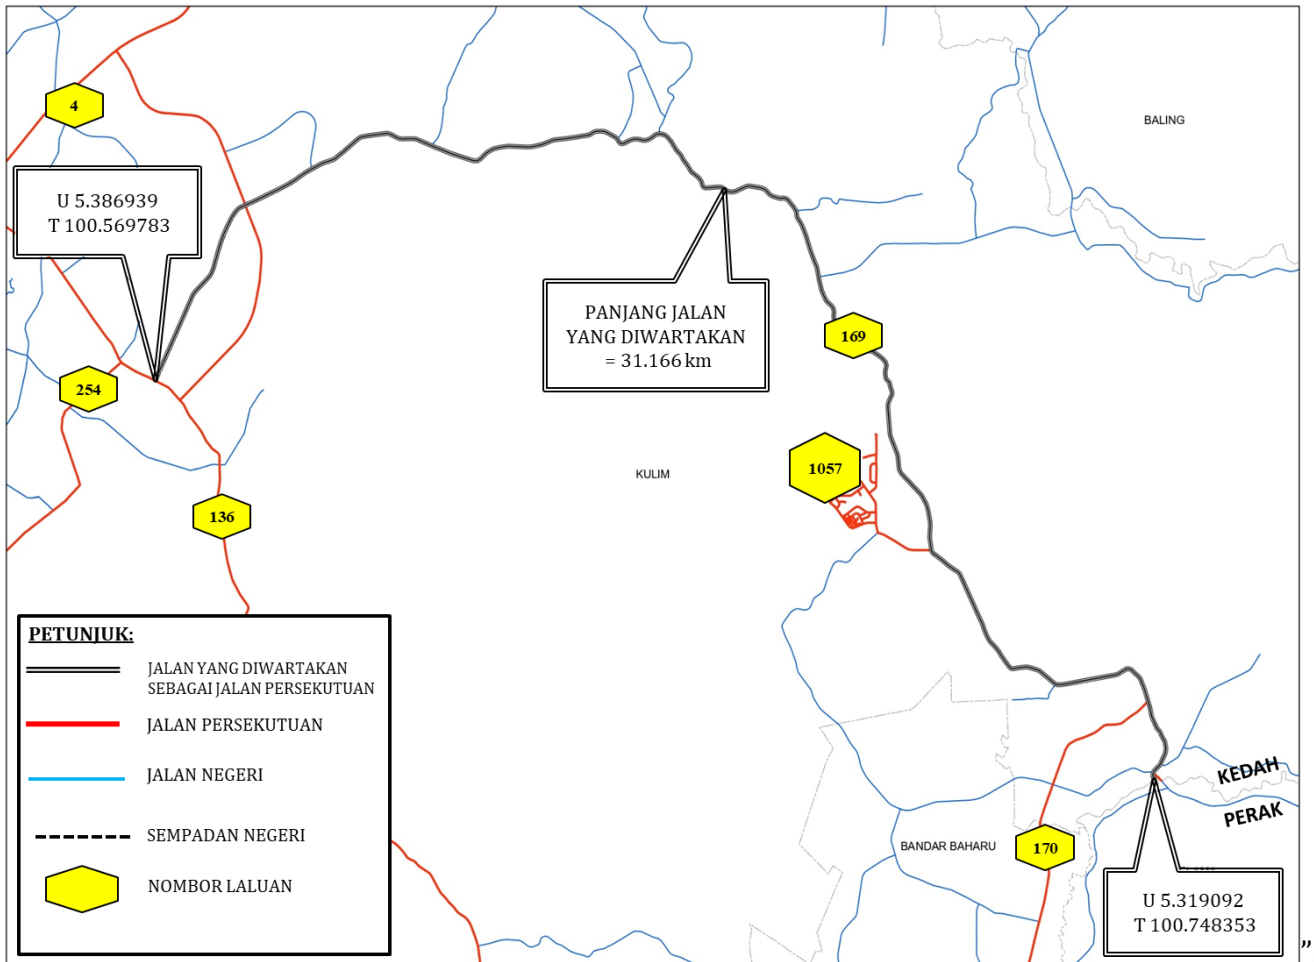 4
BALING
U 5.386939
T 100.569783
PANJANG JALAN
YANG DIWARTAKAN
= 31.166 km
169
254
KULIM
1057
136
PETUNJUK:
JALAN YANG DIWARTAKAN
SEBAGAI JALAN PERSEKUTUAN
JALAN PERSEKUTUAN
JALAN NEGERI
SEMPADAN NEGERI
NOMBOR LALUAN
KEDAH
PERAK
BANDAR BAHARU
170
U 5.319092
T 100.748353
”